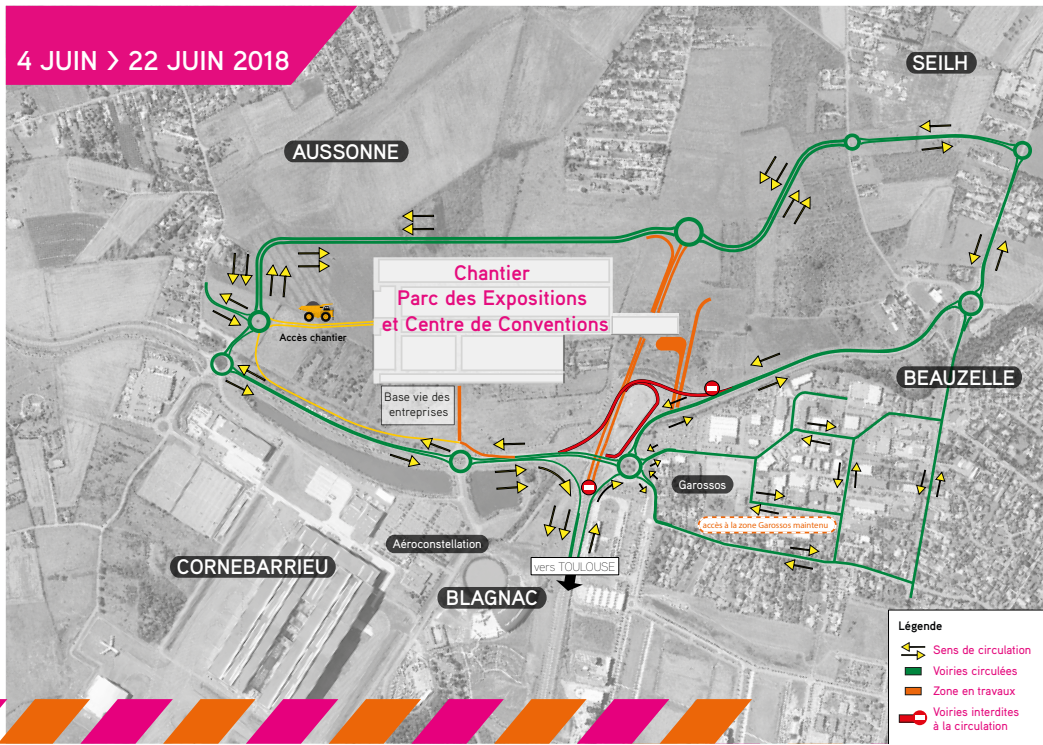 4 JUIN > 22 JUIN 2018
SEILH
AUSSONNE
Chantier
Parc des Expositions
et Centre de Conventions
Accès chantier
Base vie des
entreprises
BEAUZELLE
Garossos
accès à la zone Garossos maintenu
Aéroconstellation
CORNEBARRIEU
vers TOULOUSE
BLAGNAC
Légende
Sens de circulation
Voiries circulées
Zone en travaux
Voiries interdites
à la circulation